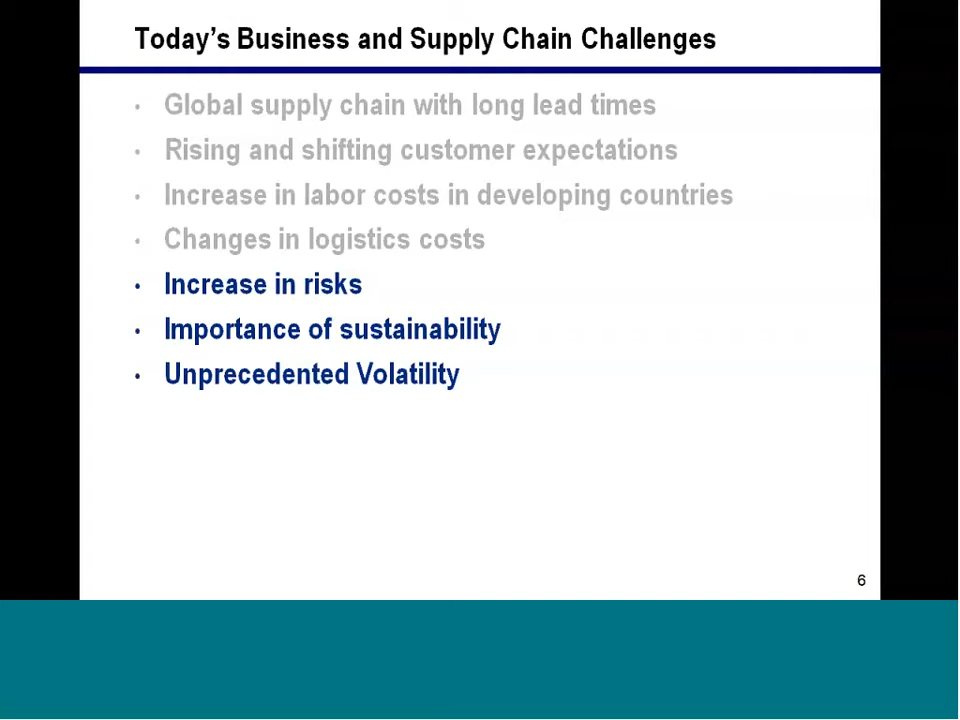 Today's Business and Supply Chain Challenges
• Global supply chain with long lead times
• Rising and shifting customer expectations
• Increase in labor costs in developing countries
• Changes in logistics costs
• Increase in risks
• Importance of sustainability
• Unprecedented Volatility
6